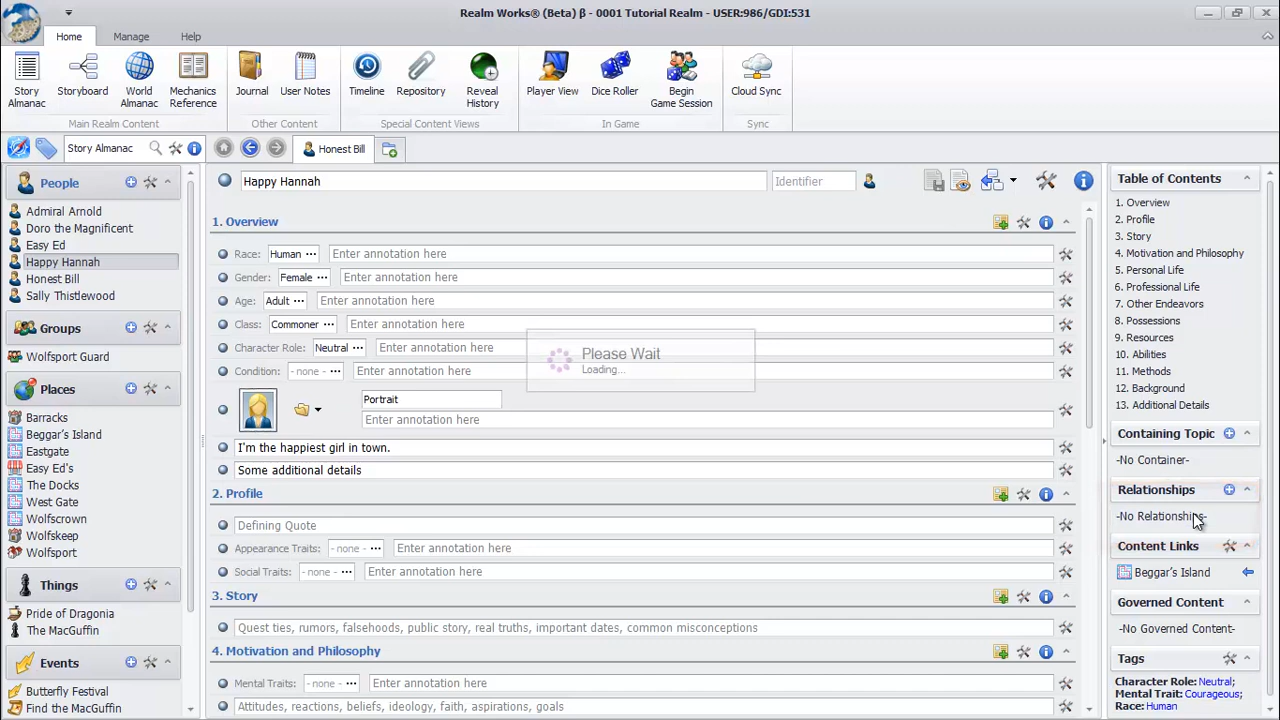 Realm Works® (Beta) β - 0001 Tutorial Realm - USER:986/GDI:531
Home Manage Help
Story Almanac
Storyboard
World Almanac
Mechanics Reference
Journal
User Notes
Timeline
Repository
Reveal History
Player View
Dice Roller
Begin Game Session
Cloud Sync
Main Realm Content
Other Content
Special Content Views
In Game
Sync
Story Almanac
Honest Bill
People
Admiral Arnold
Doro the Magnificent
Easy Ed
Happy Hannah
Honest Bill
Sally Thistlewood
Groups
Wolfsport Guard
Places
Barracks
Beggar's Island
Eastgate
Easy Ed's
The Docks
West Gate
Wolfscrown
Wolfskeep
Wolfsport
Things
Pride of Dragonia
The MacGuffin
Events
Butterfly Festival
Find the MacGuffin
Happy Hannah
Identifier
1. Overview
Race: Human ••• Enter annotation here
Gender: Female ••• Enter annotation here
Age: Adult ••• Enter annotation here
Class: Commoner ••• Enter annotation here
Character Role: Neutral ••• Enter annotation here
Condition: - none - ••• Enter annotation here
Portrait
Enter annotation here
I'm the happiest girl in town.
Some additional details
2. Profile
Defining Quote
Appearance Traits: - none - ••• Enter annotation here
Social Traits: - none - ••• Enter annotation here
3. Story
Quest ties, rumors, falsehoods, public story, real truths, important dates, common misconceptions
4. Motivation and Philosophy
Mental Traits: - none - ••• Enter annotation here
Attitudes, reactions, beliefs, ideology, faith, aspirations, goals
Please Wait
Loading...
Table of Contents
1. Overview
2. Profile
3. Story
4. Motivation and Philosophy
5. Personal Life
6. Professional Life
7. Other Endeavors
8. Possessions
9. Resources
10. Abilities
11. Methods
12. Background
13. Additional Details
Containing Topic
-No Container-
Relationships
-No Relationships-
Content Links
Beggar's Island
Governed Content
-No Governed Content-
Tags
Character Role: Neutral;
Mental Trait: Courageous;
Race: Human